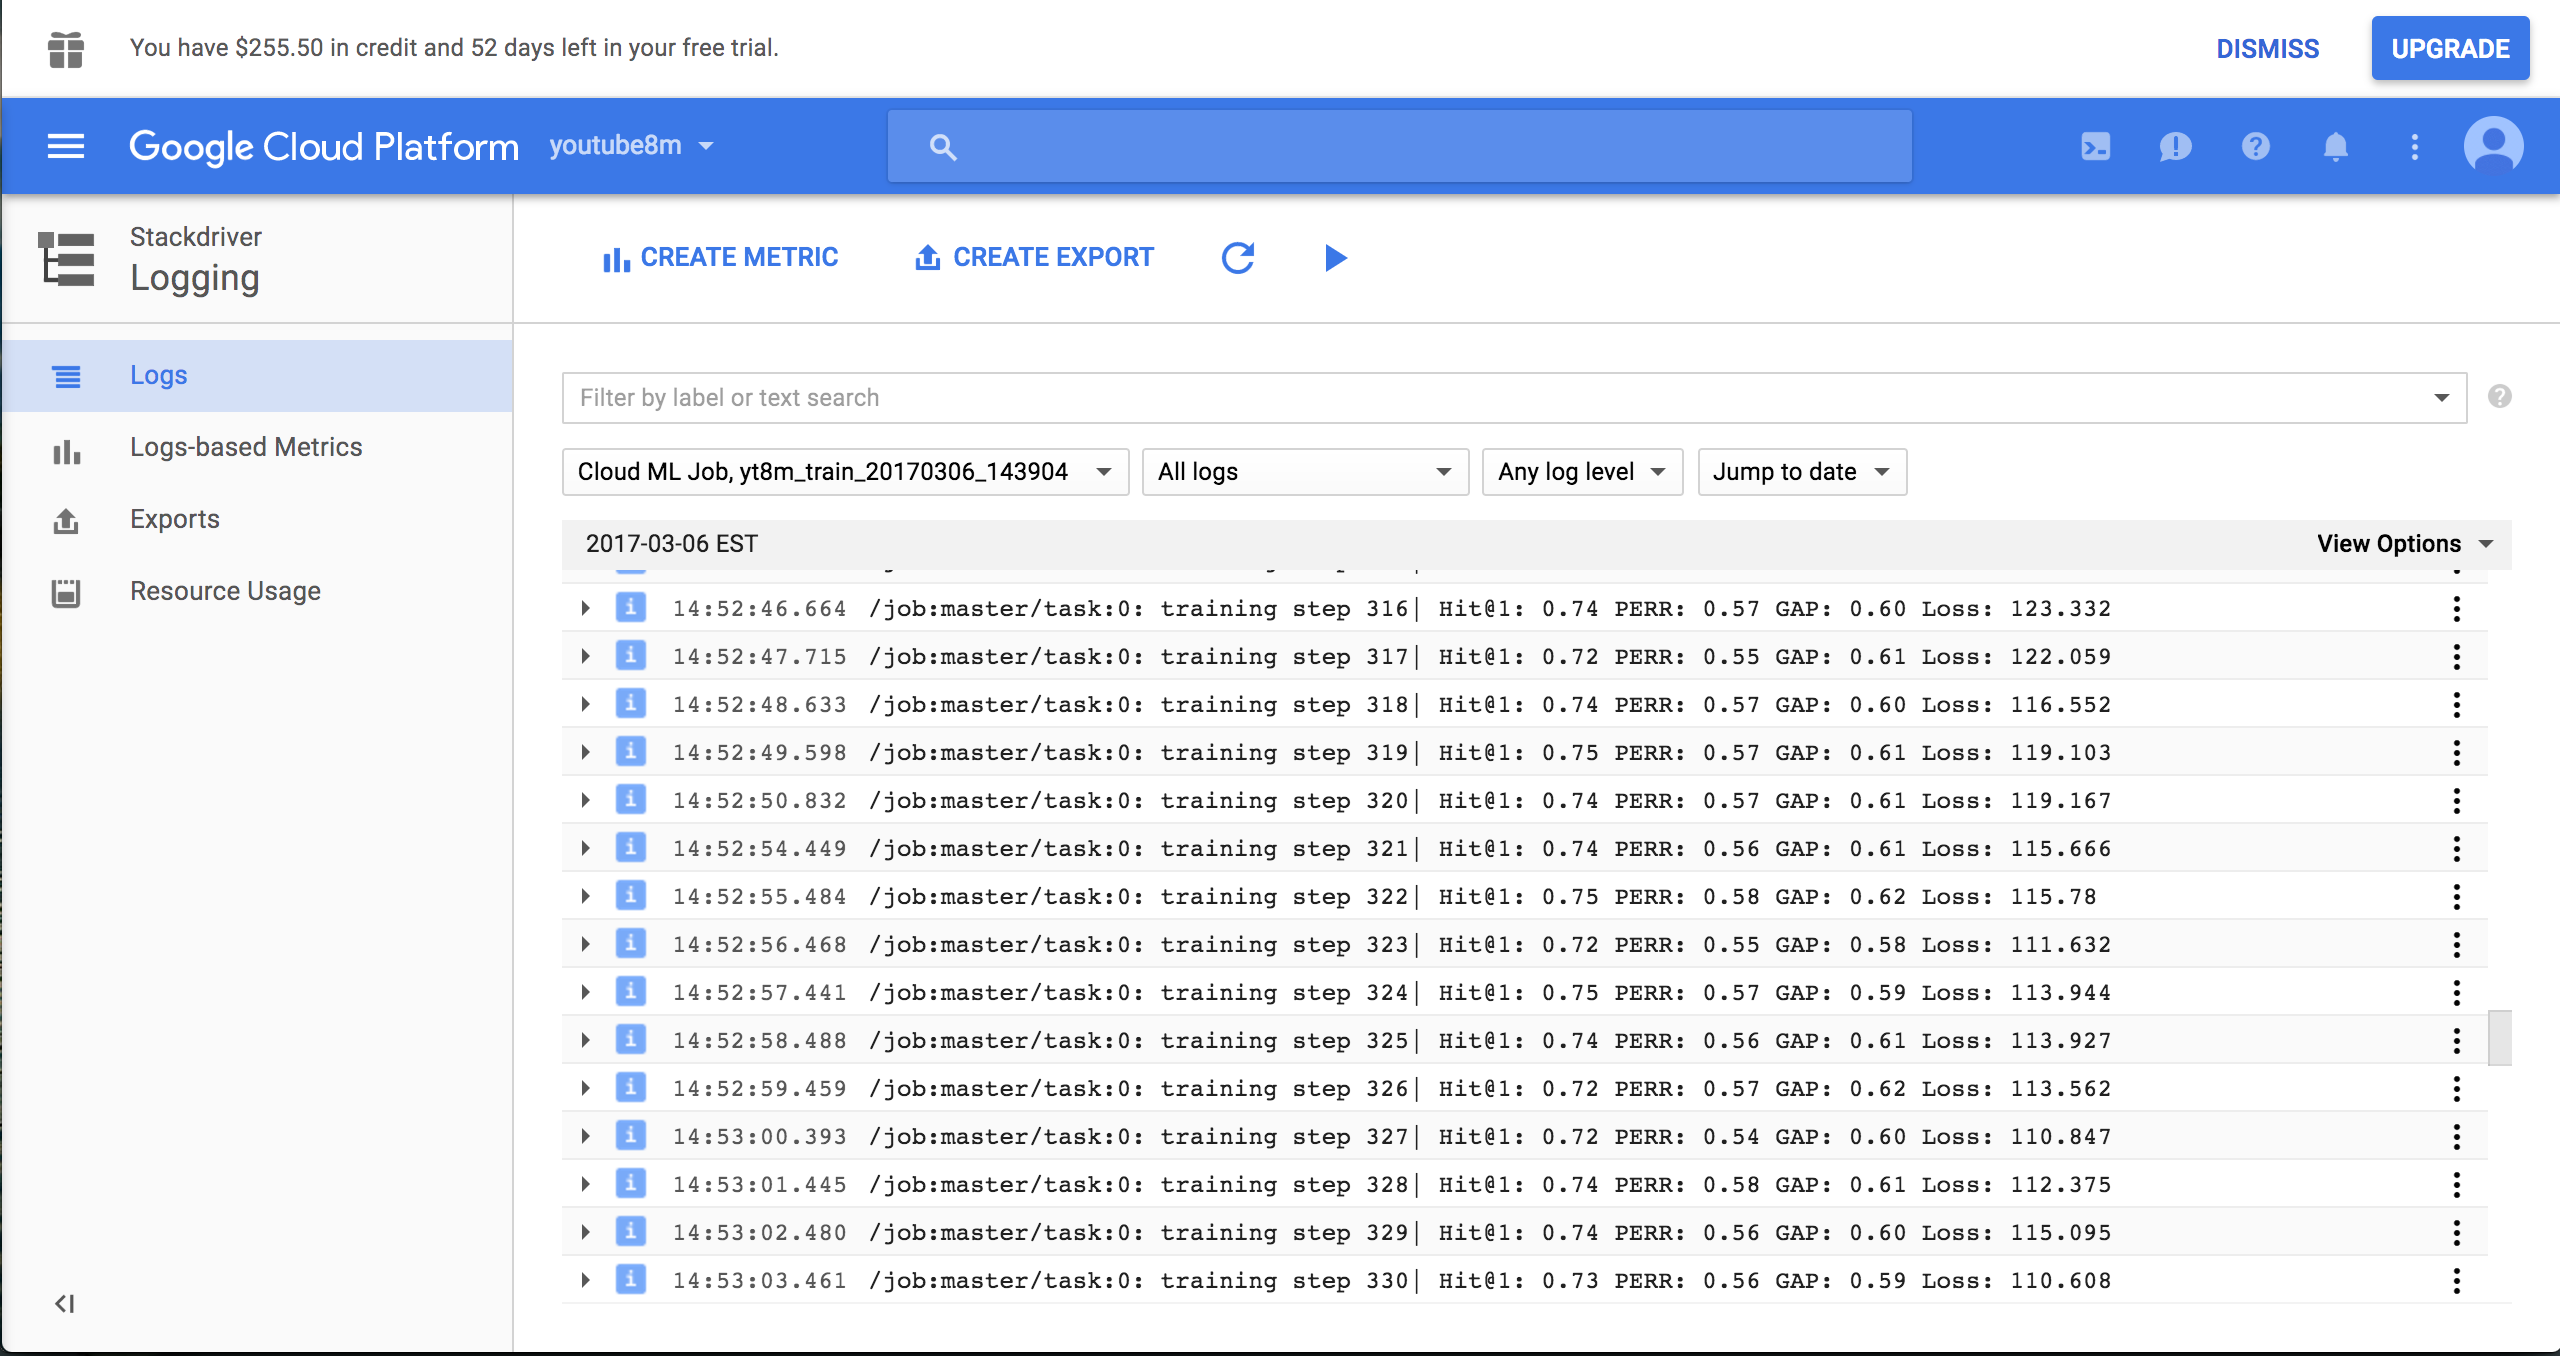 You have $255.50 in credit and 52 days left in your free trial.
DISMISS
UPGRADE
Google Cloud Platform
youtube8m
Stackdriver
Logging
CREATE METRIC
CREATE EXPORT
Logs
Logs-based Metrics
Exports
Resource Usage
Filter by label or text search
Cloud ML Job, yt8m_train_20170306_143904
All logs
Any log level
Jump to date
2017-03-06 EST
View Options
14:52:46.664 /job:master/task:0: training step 316| Hit@1: 0.74 PERR: 0.57 GAP: 0.60 Loss: 123.332
14:52:47.715 /job:master/task:0: training step 317| Hit@1: 0.72 PERR: 0.55 GAP: 0.61 Loss: 122.059
14:52:48.633 /job:master/task:0: training step 318| Hit@1: 0.74 PERR: 0.57 GAP: 0.60 Loss: 116.552
14:52:49.598 /job:master/task:0: training step 319| Hit@1: 0.75 PERR: 0.57 GAP: 0.61 Loss: 119.103
14:52:50.832 /job:master/task:0: training step 320| Hit@1: 0.74 PERR: 0.57 GAP: 0.61 Loss: 119.167
14:52:54.449 /job:master/task:0: training step 321| Hit@1: 0.74 PERR: 0.56 GAP: 0.61 Loss: 115.666
14:52:55.484 /job:master/task:0: training step 322| Hit@1: 0.75 PERR: 0.58 GAP: 0.62 Loss: 115.78
14:52:56.468 /job:master/task:0: training step 323| Hit@1: 0.72 PERR: 0.55 GAP: 0.58 Loss: 111.632
14:52:57.441 /job:master/task:0: training step 324| Hit@1: 0.75 PERR: 0.57 GAP: 0.59 Loss: 113.944
14:52:58.488 /job:master/task:0: training step 325| Hit@1: 0.74 PERR: 0.56 GAP: 0.61 Loss: 113.927
14:52:59.459 /job:master/task:0: training step 326| Hit@1: 0.72 PERR: 0.57 GAP: 0.62 Loss: 113.562
14:53:00.393 /job:master/task:0: training step 327| Hit@1: 0.72 PERR: 0.54 GAP: 0.60 Loss: 110.847
14:53:01.445 /job:master/task:0: training step 328| Hit@1: 0.74 PERR: 0.58 GAP: 0.61 Loss: 112.375
14:53:02.480 /job:master/task:0: training step 329| Hit@1: 0.74 PERR: 0.56 GAP: 0.60 Loss: 115.095
14:53:03.461 /job:master/task:0: training step 330| Hit@1: 0.73 PERR: 0.56 GAP: 0.59 Loss: 110.608